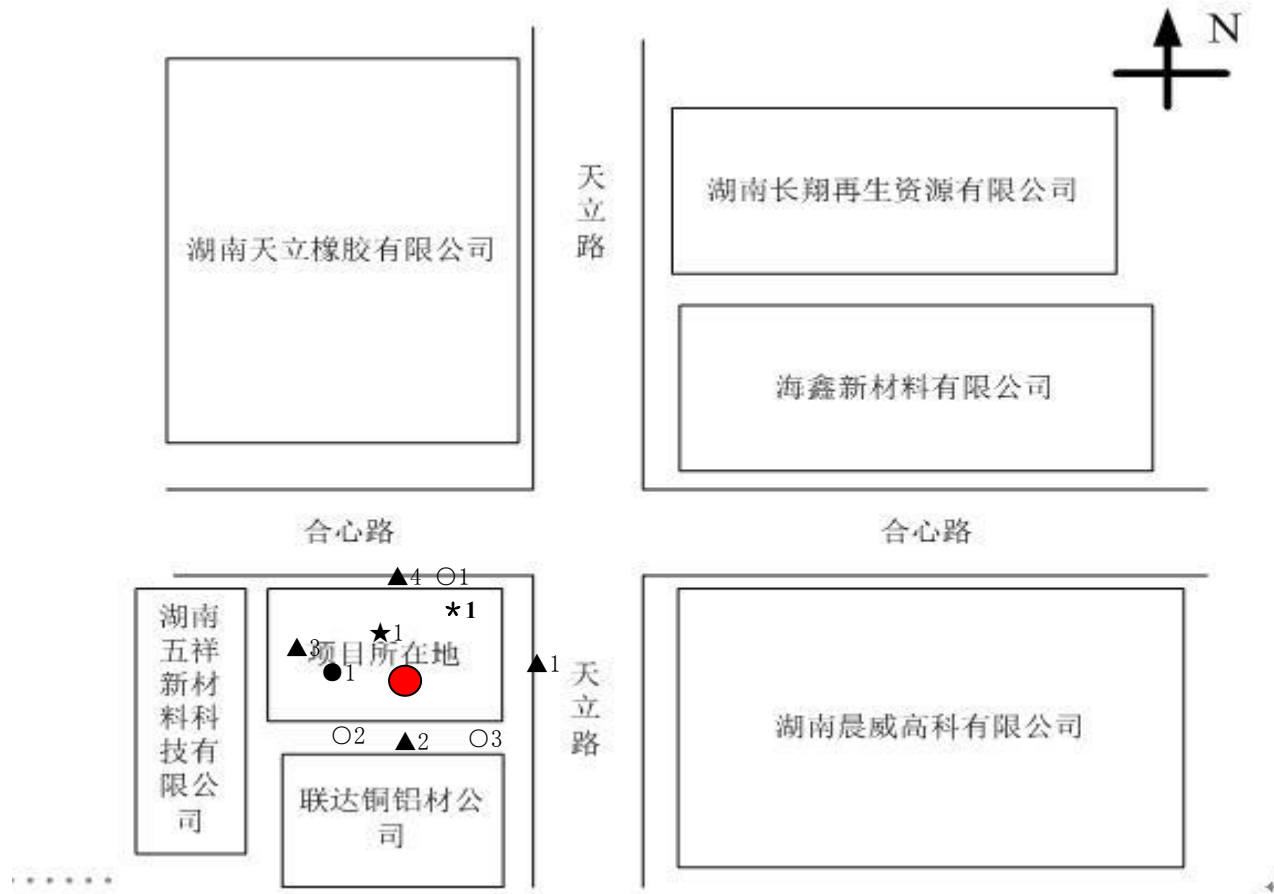 N
天立路
湖南长翔再生资源有限公司
湖南天立橡胶有限公司
海鑫新材料有限公司
合心路
合心路
▲4 ○1
湖南
五祥
新材
料科
技有
限公
司
*1
★1
▲3
项目所在地
●1
▲1
天立路
湖南晨威高科有限公司
○2
▲2
○3
联达铜铝材公
司